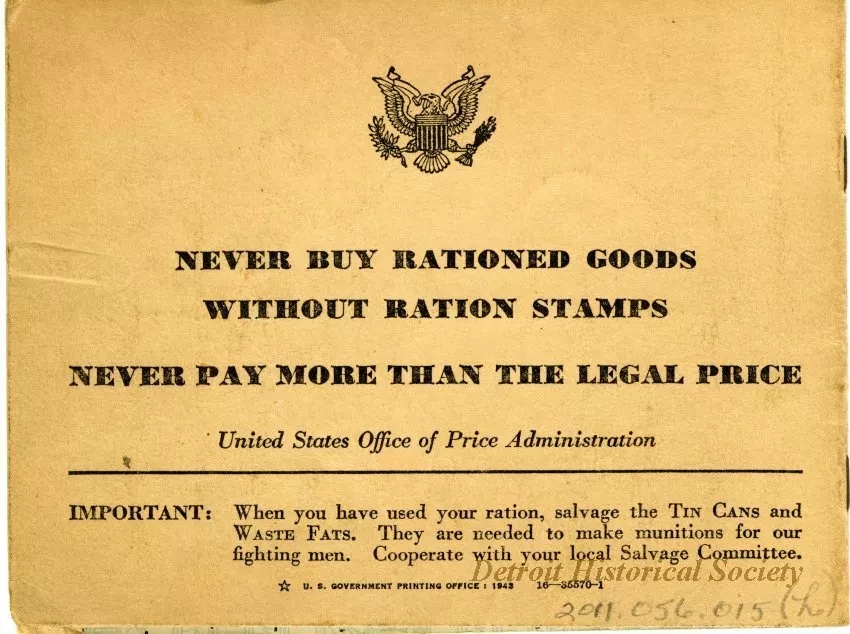 NEVER BUY RATIONED GOODS
WITHOUT RATION STAMPS
NEVER PAY MORE THAN THE LEGAL PRICE
United States Office of Price Administration
IMPORTANT: When you have used your ration, salvage the TIN CANS and
WASTE FATS. They are needed to make munitions for our
fighting men. Cooperate with your local Salvage Committee.
Detroit Historical Society
☆ U. S. GOVERNMENT PRINTING OFFICE : 1943 16—35570-1
2011.056.015 (h)